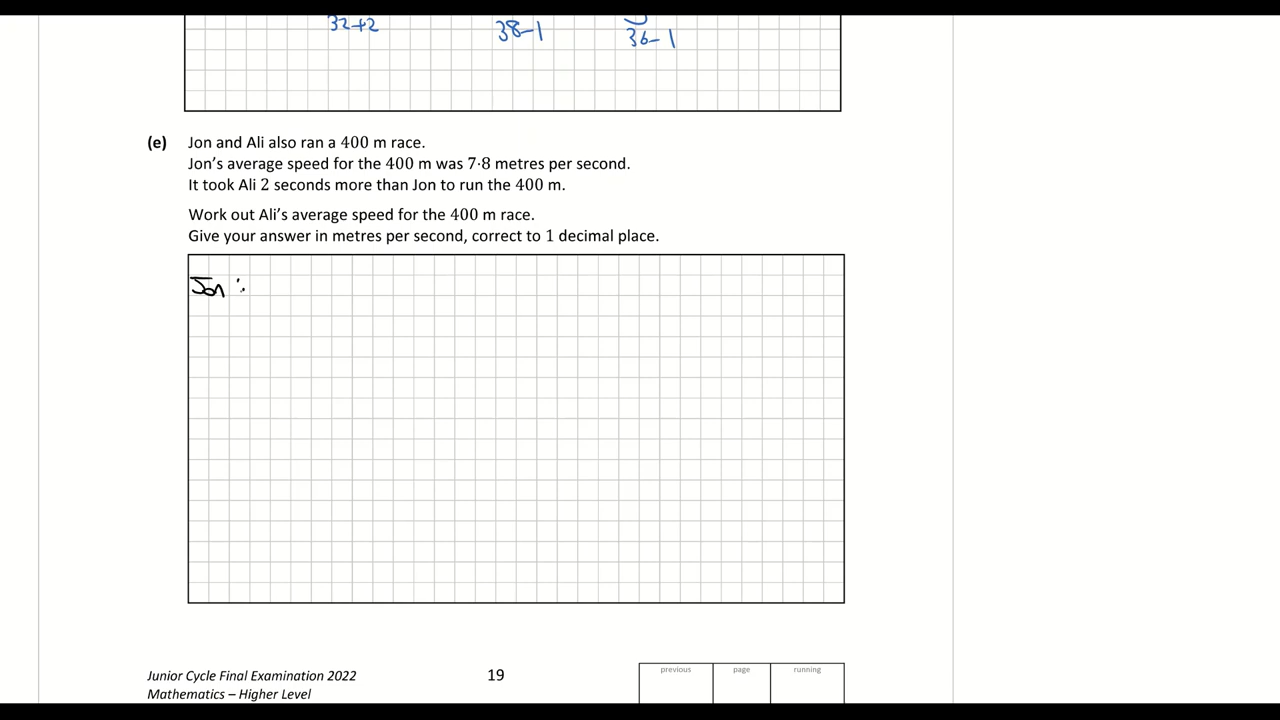 32+2 38-1 36-1
(e) Jon and Ali also ran a 400 m race.
Jon's average speed for the 400 m was 7·8 metres per second.
It took Ali 2 seconds more than Jon to run the 400 m.
Work out Ali's average speed for the 400 m race.
Give your answer in metres per second, correct to 1 decimal place.
Jon :
Junior Cycle Final Examination 2022
Mathematics – Higher Level
19
previous page running